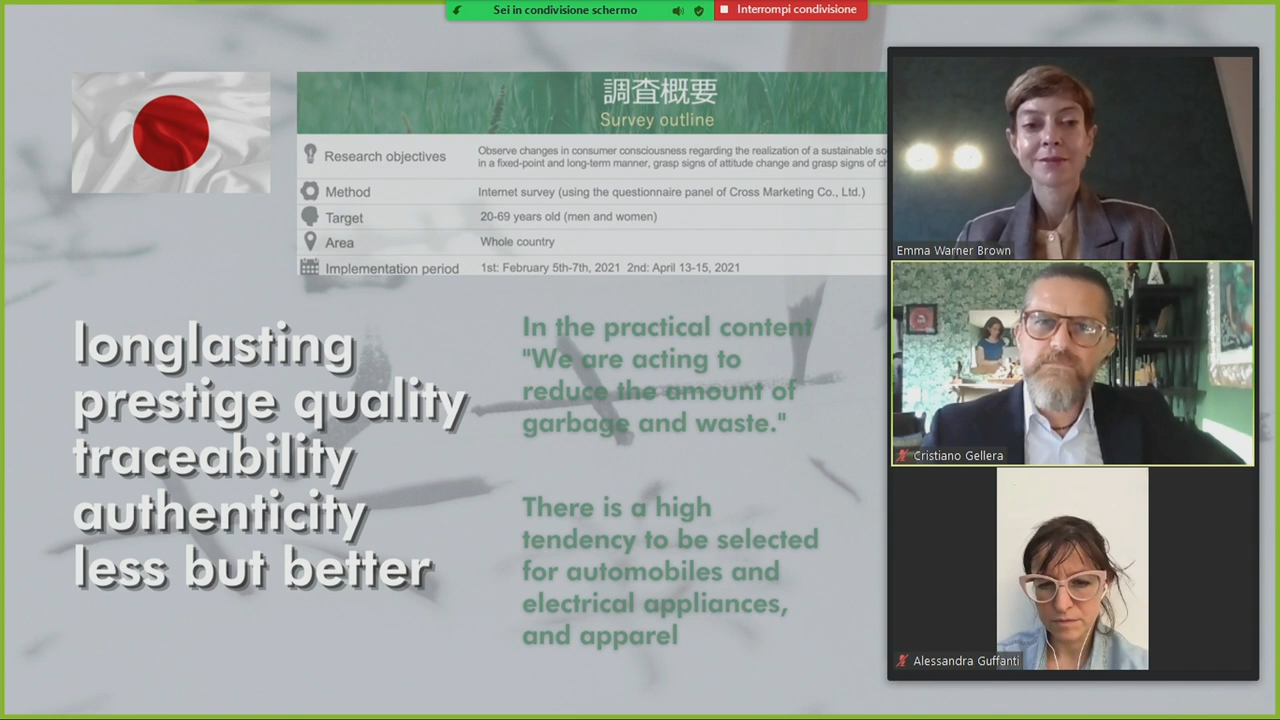 Sei in condivisione schermo
Interrompi condivisione
調査概要
Survey outline
Research objectives
Observe changes in consumer consciousness regarding the realization of a sustainable so
in a fixed-point and long-term manner, grasp signs of attitude change and grasp signs of ch
Method
Internet survey (using the questionnaire panel of Cross Marketing Co., Ltd.)
Target
20-69 years old (men and women)
Area
Whole country
Implementation period
1st: February 5th-7th, 2021 2nd: April 13-15, 2021
longlasting
prestige quality
traceability
authenticity
less but better
In the practical content
"We are acting to
reduce the amount of
garbage and waste."
There is a high
tendency to be selected
for automobiles and
electrical appliances,
and apparel
Emma Warner Brown
Cristiano Gellera
Alessandra Guffanti